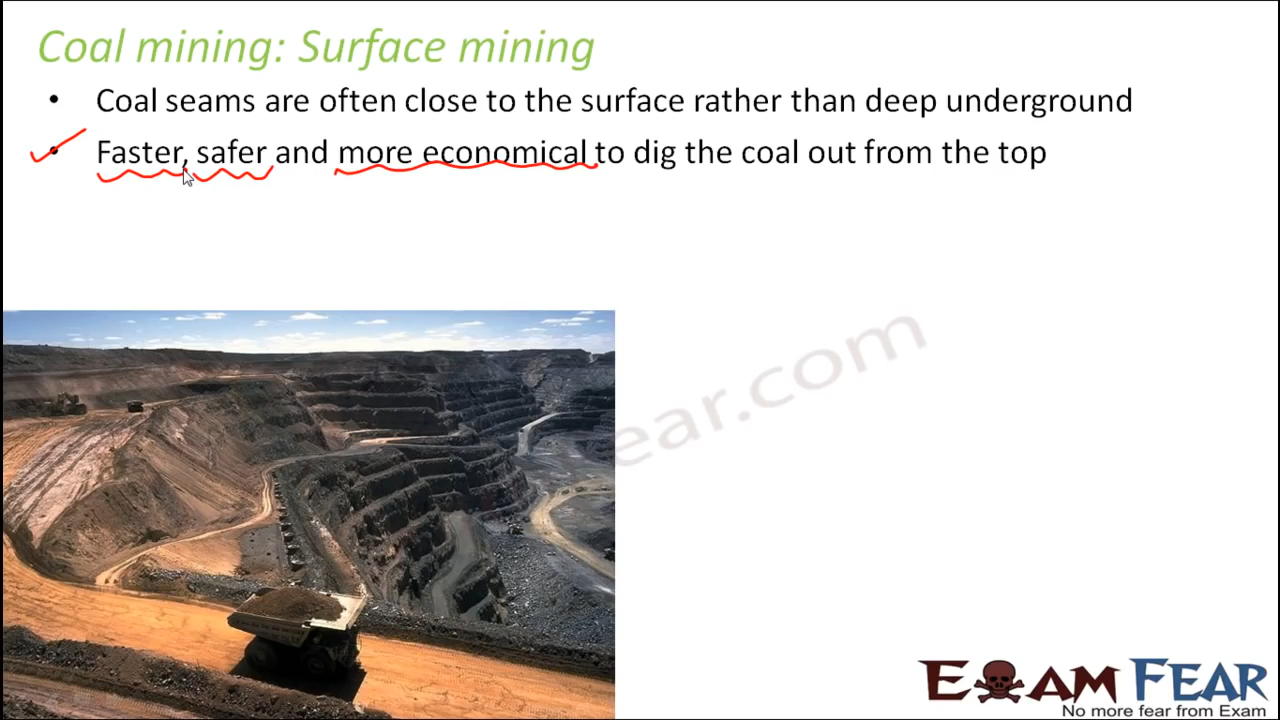 Coal mining: Surface mining
• Coal seams are often close to the surface rather than deep underground
• Faster, safer and more economical to dig the coal out from the top
ear.com
EXAM FEAR
No more fear from Exam